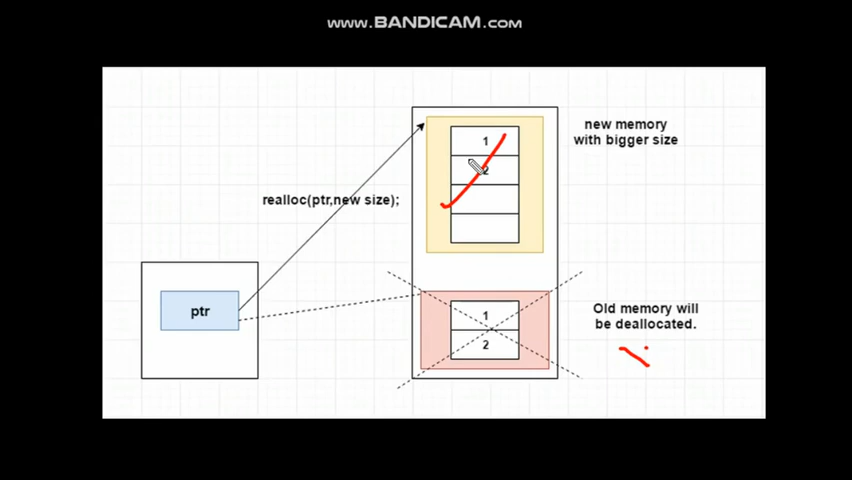 www.BANDICAM.com
1
new memory
with bigger size
2
realloc(ptr,new size);
ptr
1
Old memory will
be deallocated.
2